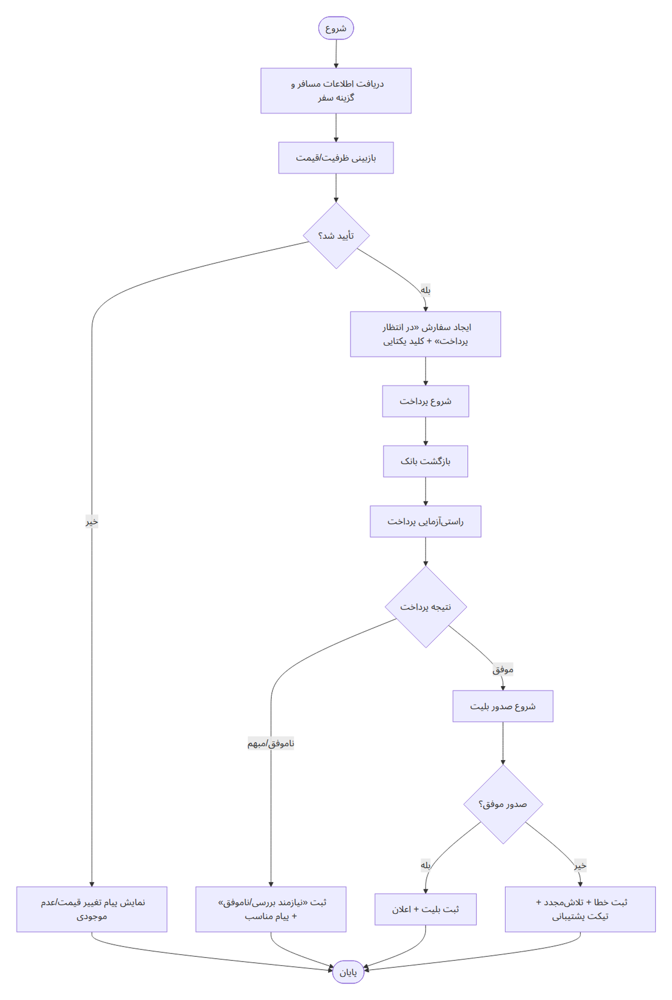 شروع
دریافت اطلاعات مسافر و
گزینه سفر
بازبینی ظرفیت/قیمت
تأیید شد؟
بله
ایجاد سفارش «در انتظار
پرداخت» + کلید یکتایی
شروع پرداخت
بازگشت بانک
راستی‌آزمایی پرداخت
خیر
نتیجه پرداخت
موفق
شروع صدور بلیت
ناموفق/مبهم
صدور موفق؟
بله
خیر
نمایش پیام تغییر قیمت/عدم
موجودی
ثبت «نیازمند بررسی/ناموفق»
+ پیام مناسب
ثبت بلیت + اعلان
ثبت خطا + تلاش‌مجدد +
تیکت پشتیبانی
پایان